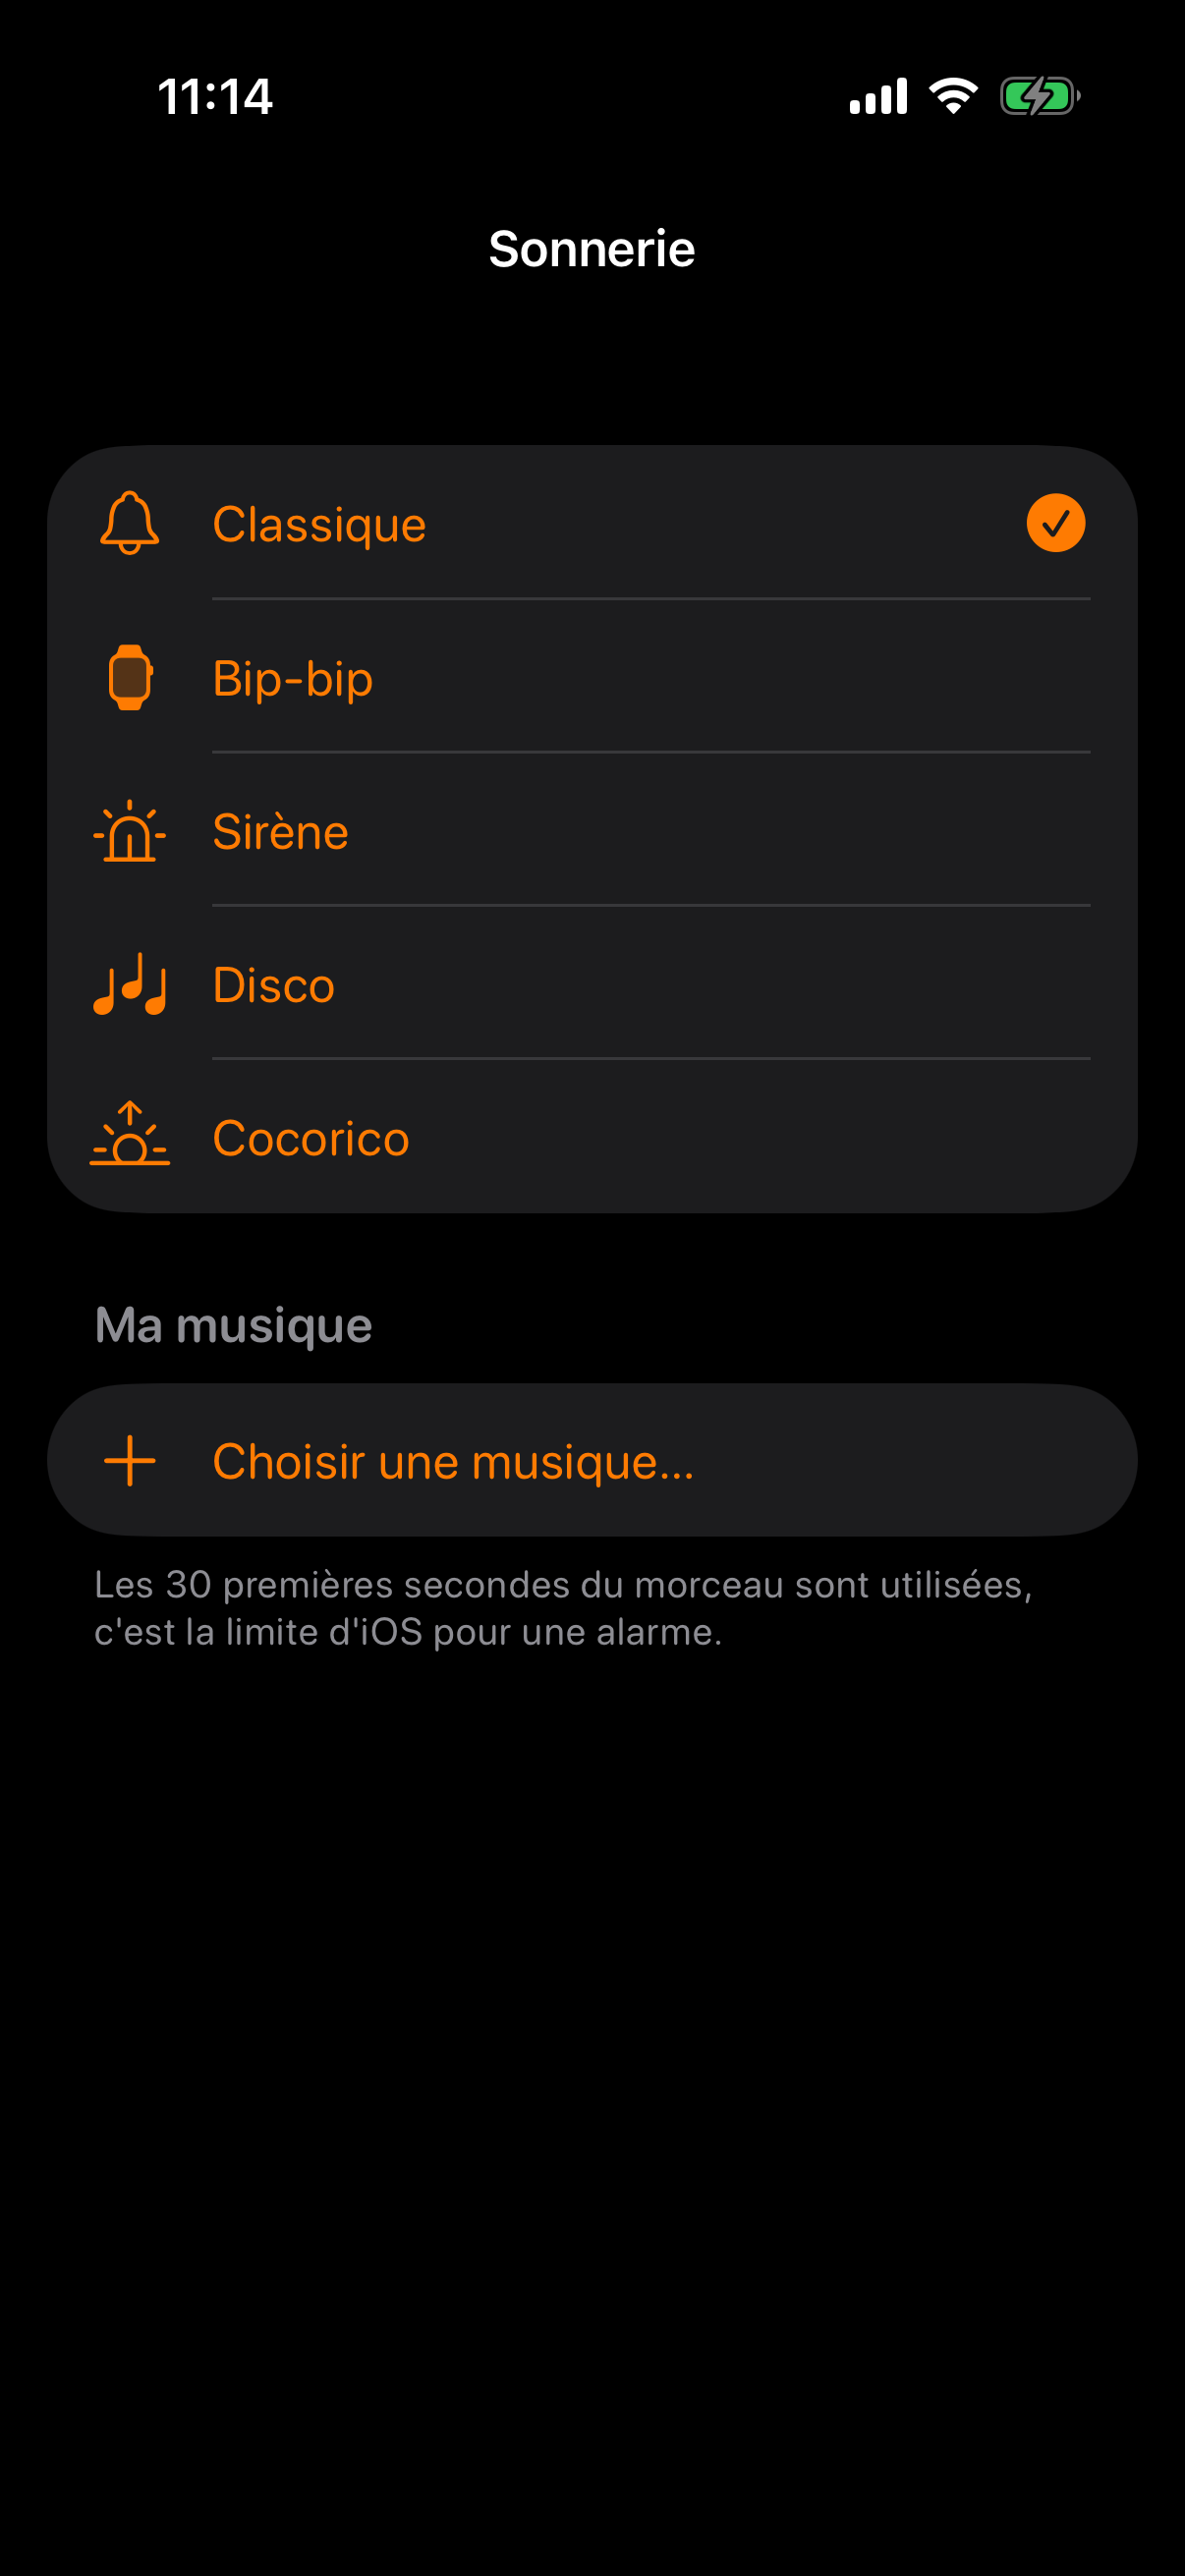 11:14
Sonnerie
Classique
Bip-bip
Sirène
Disco
Cocorico
Ma musique
Choisir une musique...
Les 30 premières secondes du morceau sont utilisées,
c'est la limite d'iOS pour une alarme.